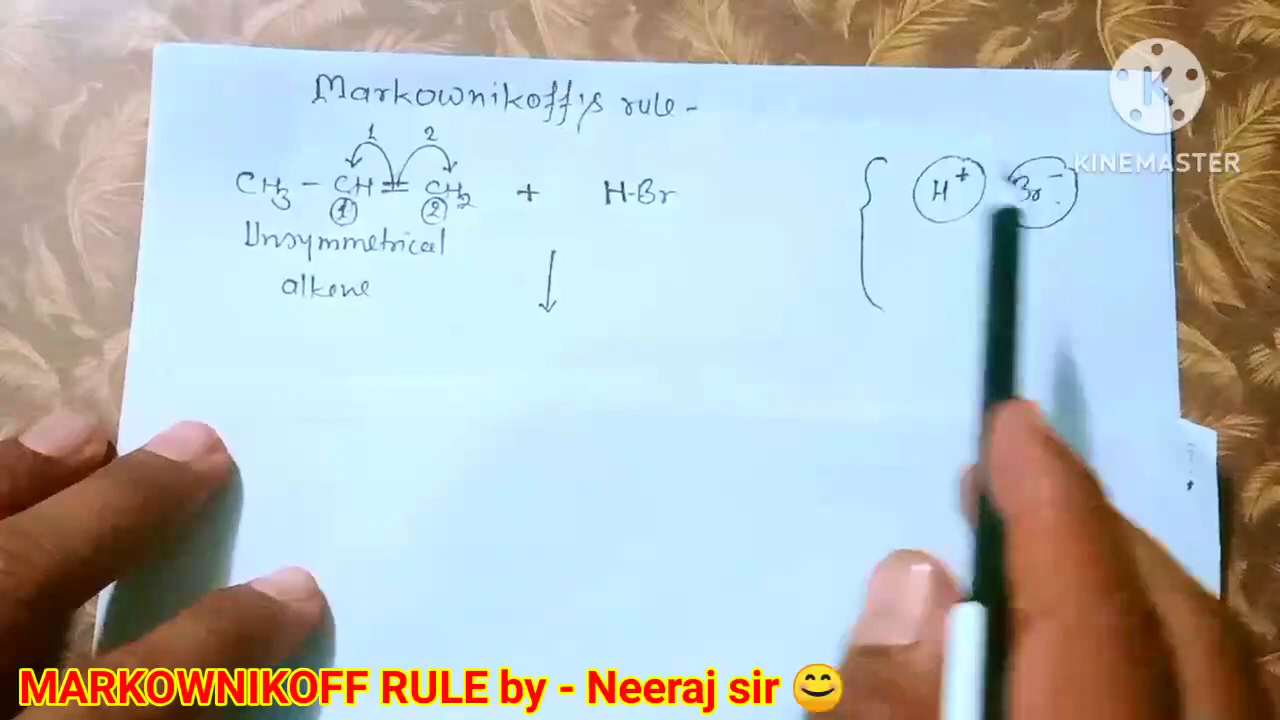 Markownikoff's rule -
1 2
CH3 - CH = CH2 + H-Br
1 2
Unsymmetrical
alkene
H+ Br-
K
KINEMASTER
MARKOWNIKOFF RULE by - Neeraj sir 😊